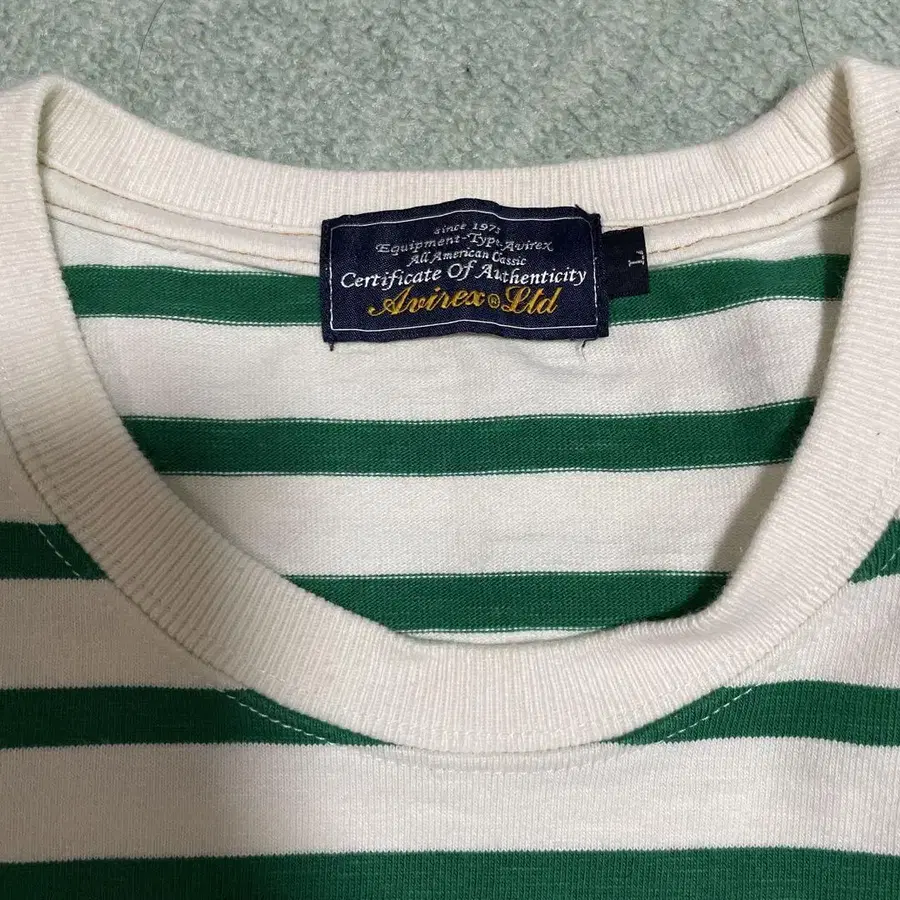 since 1975
Equipment-Type-Avirex
All American Classic
Certificate Of Authenticity
Avirex® Ltd
L